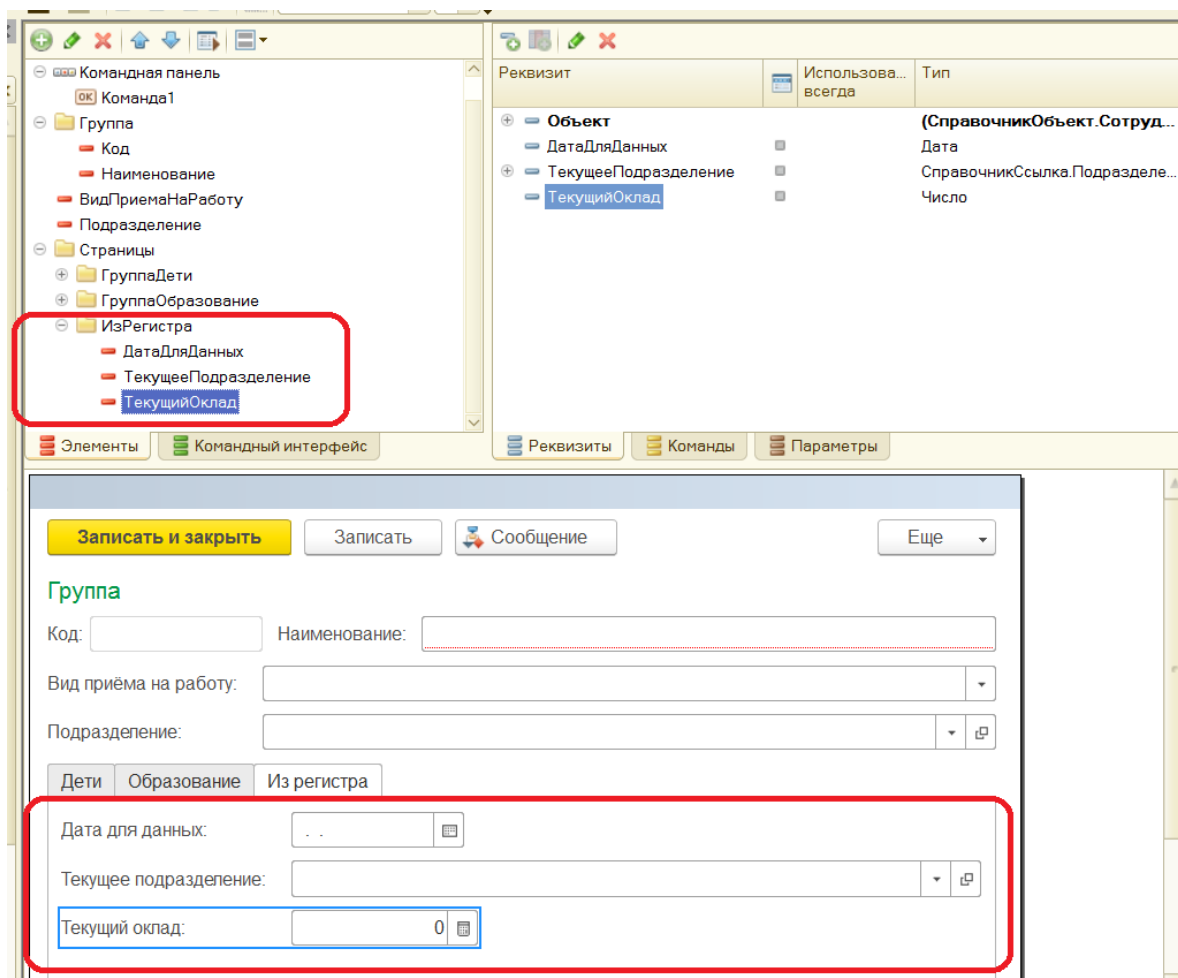 Командная панель
OK Команда1
Группа
Код
Наименование
ВидПриемаНаРаботу
Подразделение
Страницы
ГруппаДети
ГруппаОбразование
ИзРегистра
ДатаДляДанных
ТекущееПодразделение
ТекущийОклад
Элементы Командный интерфейс
Реквизит Использова... всегда Тип
Объект (СправочникОбъект.Сотруд...
ДатаДляДанных Дата
ТекущееПодразделение СправочникСсылка.Подразделе...
ТекущийОклад Число
Реквизиты Команды Параметры
Записать и закрыть Записать Сообщение Еще
Группа
Код: Наименование:
Вид приёма на работу:
Подразделение:
Дети Образование Из регистра
Дата для данных: . .
Текущее подразделение:
Текущий оклад: 0